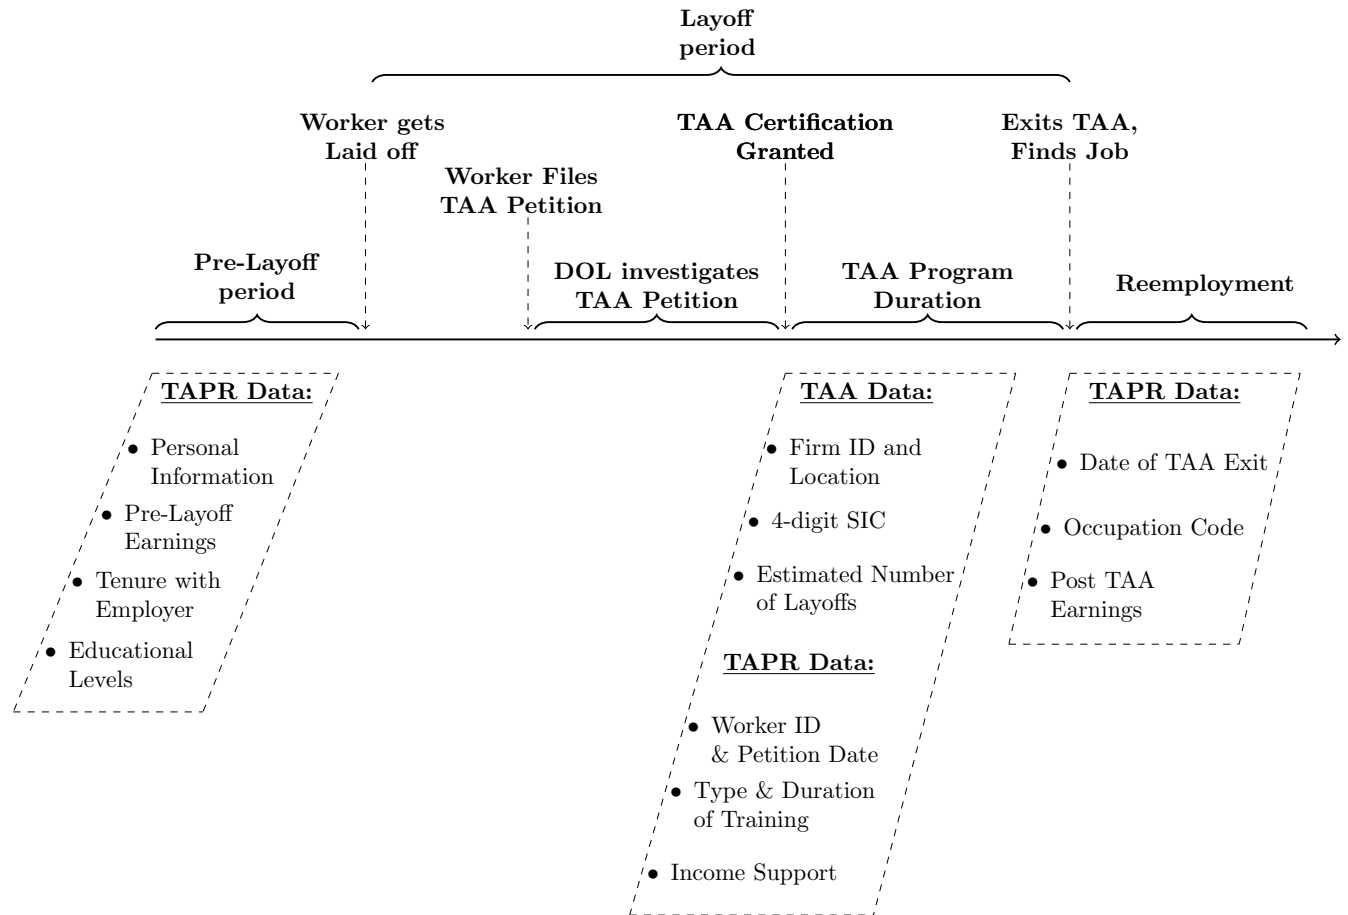 Layoff
period
Worker gets
Laid off
TAA Certification
Granted
Exits TAA,
Finds Job
Worker Files
TAA Petition
Pre-Layoff
period
DOL investigates
TAA Petition
TAA Program
Duration
Reemployment
TAPR Data:
• Personal
Information
• Pre-Layoff
Earnings
• Tenure with
Employer
• Educational
Levels
TAA Data:
• Firm ID and
Location
• 4-digit SIC
• Estimated Number
of Layoffs
TAPR Data:
• Worker ID
& Petition Date
• Type & Duration
of Training
• Income Support
TAPR Data:
• Date of TAA Exit
• Occupation Code
• Post TAA
Earnings